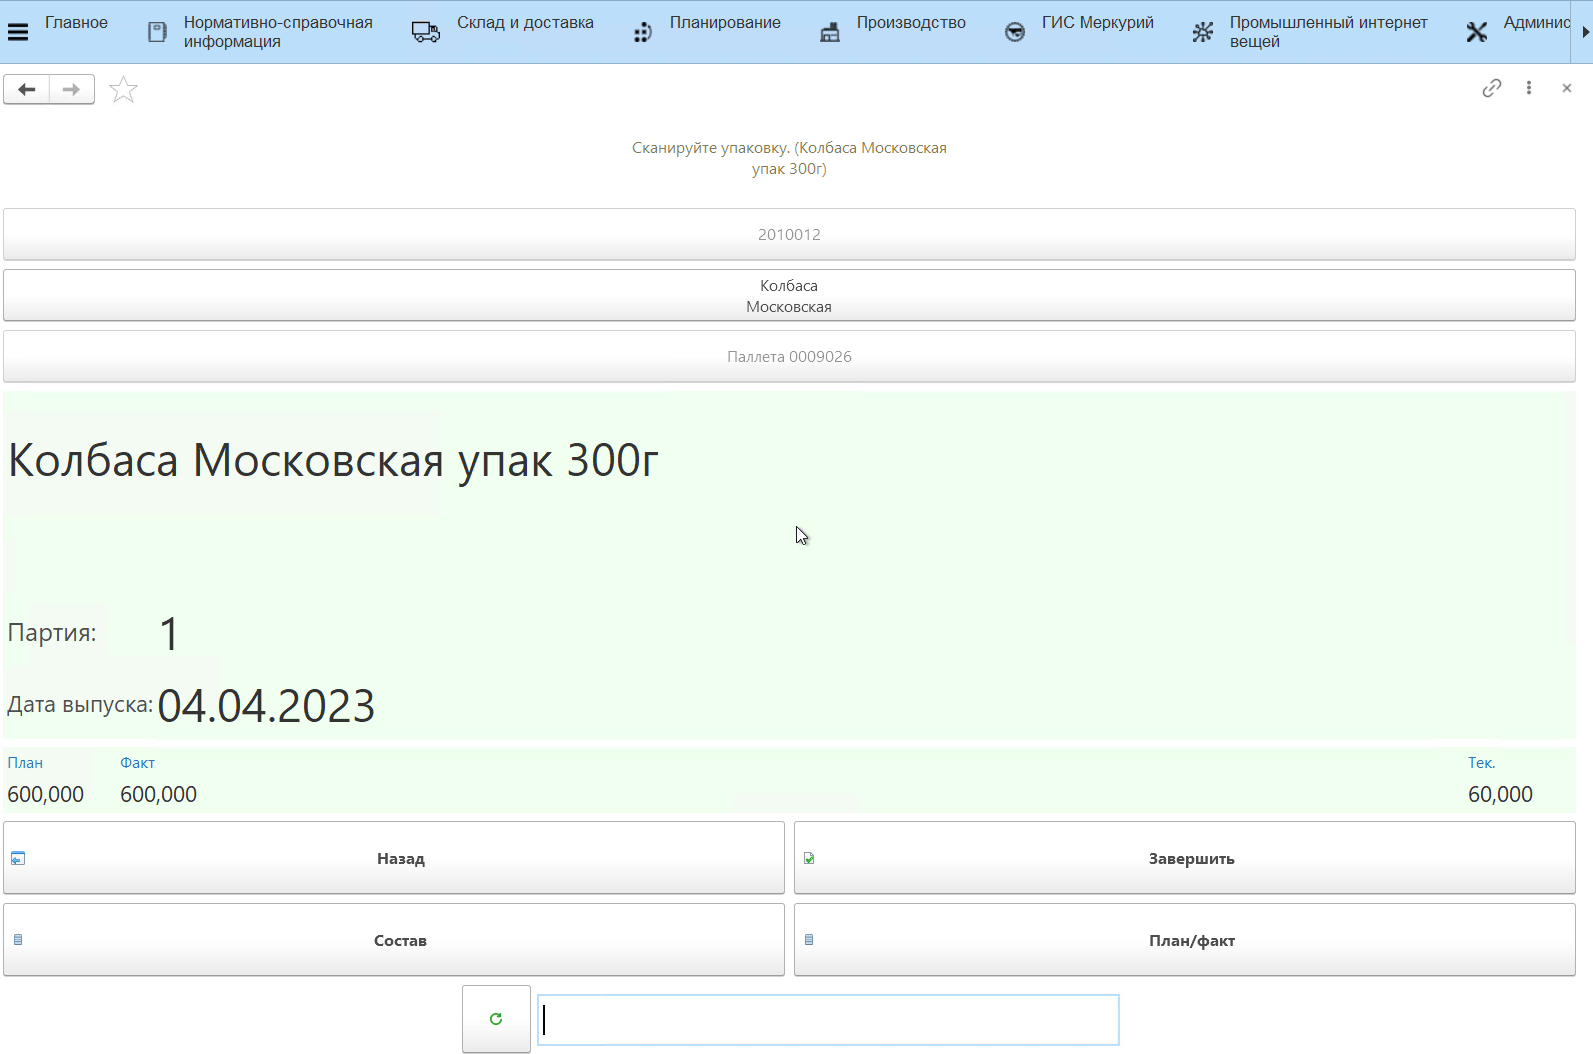 Главное
Нормативно-справочная
информация
Склад и доставка
Планирование
Производство
ГИС Меркурий
Промышленный интернет
вещей
Админис
Сканируйте упаковку. (Колбаса Московская
упак 300г)
2010012
Колбаса
Московская
Паллета 0009026
Колбаса Московская упак 300г
Партия: 1
Дата выпуска: 04.04.2023
План Факт Тек.
600,000 600,000 60,000
Назад Завершить
Состав План/факт